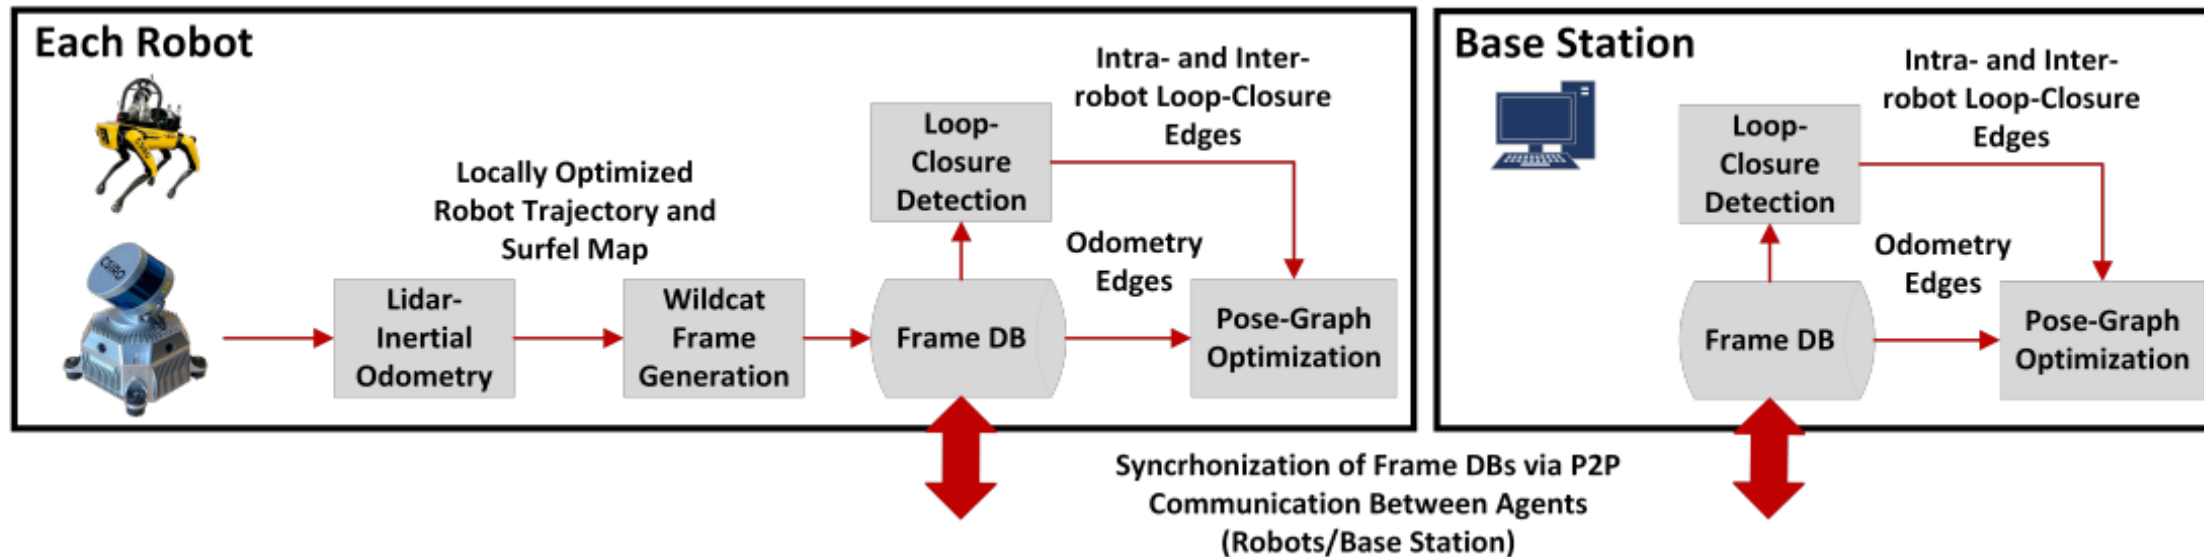 Each Robot
Locally Optimized
Robot Trajectory and
Surfel Map
Lidar-
Inertial
Odometry
Wildcat
Frame
Generation
Loop-
Closure
Detection
Intra- and Inter-
robot Loop-Closure
Edges
Frame DB
Odometry
Edges
Pose-Graph
Optimization
CSIRO
Base Station
Loop-
Closure
Detection
Intra- and Inter-
robot Loop-Closure
Edges
Frame DB
Odometry
Edges
Pose-Graph
Optimization
Syncrhonization of Frame DBs via P2P
Communication Between Agents
(Robots/Base Station)